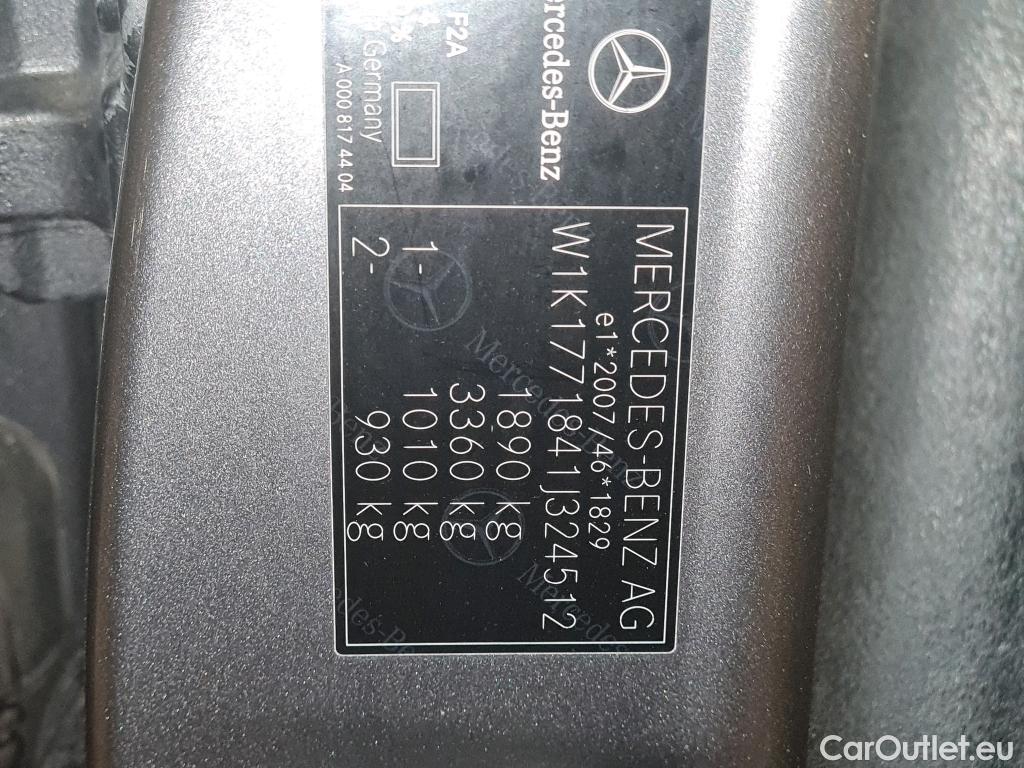 Mercedes-Benz
F2A
Germany
A 000 817 44 04
MERCEDES-BENZ AG
e1*2007/46*1829
W1K1771841J324512
1890 kg
3360 kg
1- 1010 kg
2- 930 kg
CarOutlet.eu